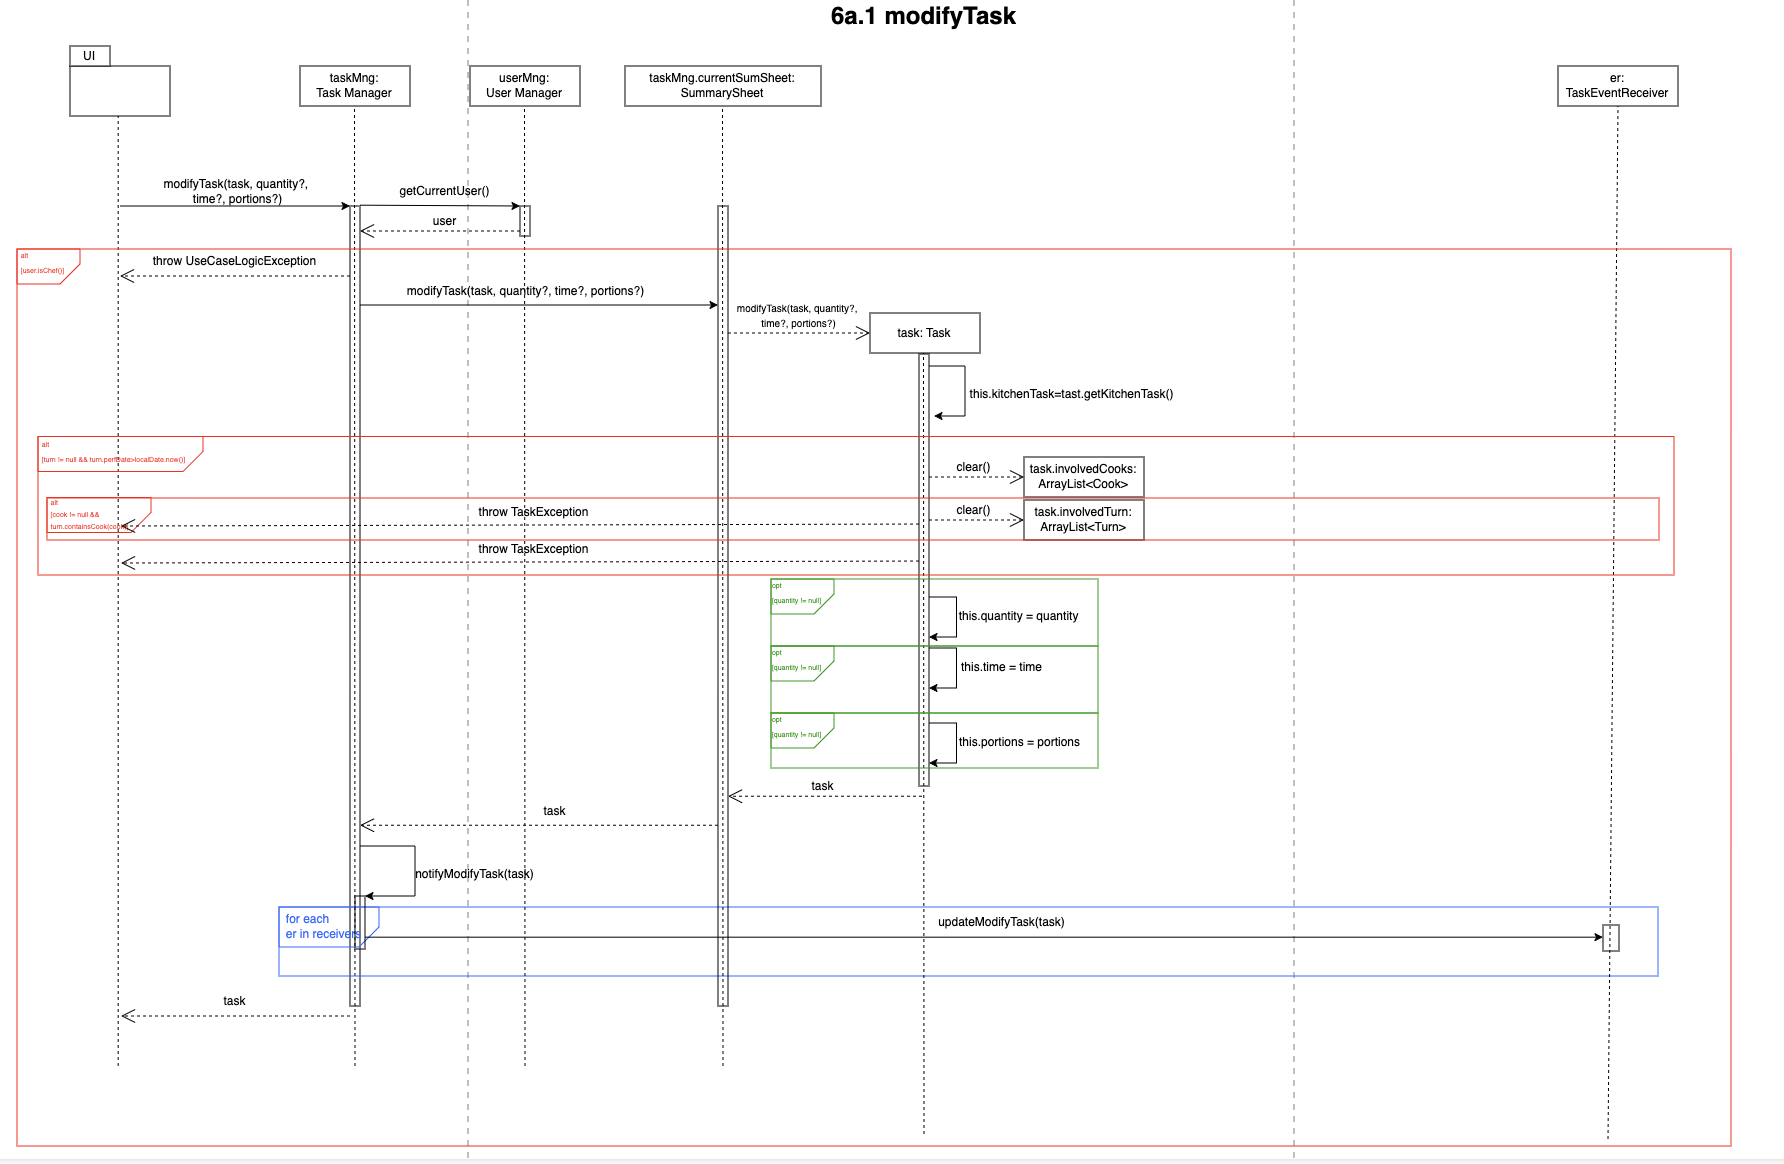 6a.1 modifyTask
UI
taskMng:
Task Manager
userMng:
User Manager
taskMng.currentSumSheet:
SummarySheet
er:
TaskEventReceiver
modifyTask(task, quantity?,
time?, portions?)
getCurrentUser()
user
alt
[user.isChef()]
throw UseCaseLogicException
modifyTask(task, quantity?, time?, portions?)
modifyTask(task, quantity?,
time?, portions?)
task: Task
this.kitchenTask=tast.getKitchenTask()
alt
[turn != null && turn.perfDate>localDate.now()]
clear()
task.involvedCooks:
ArrayList<Cook>
alt
[cook != null &&
turn.containsCook(cook)]
throw TaskException
clear()
task.involvedTurn:
ArrayList<Turn>
throw TaskException
opt
[quantity != null]
this.quantity = quantity
opt
[quantity != null]
this.time = time
opt
[quantity != null]
this.portions = portions
task
task
notifyModifyTask(task)
for each
er in receivers
updateModifyTask(task)
task